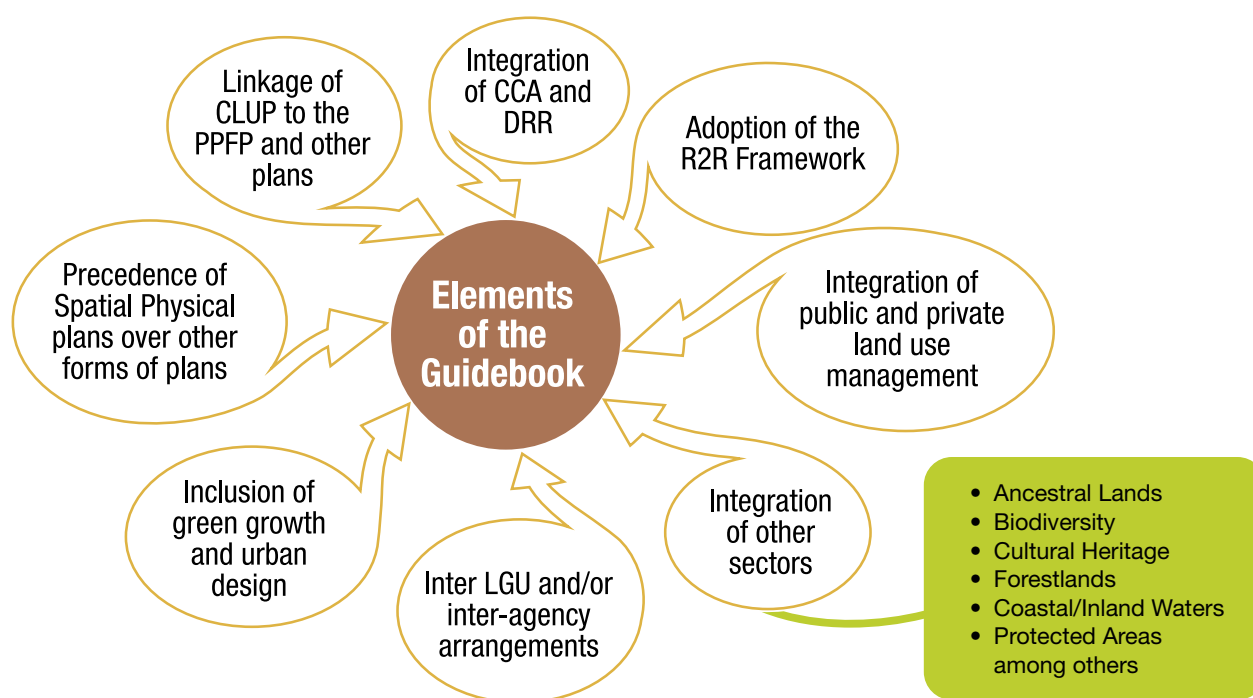 Elements
of the
Guidebook
Integration
of CCA and
DRR
Adoption of the
R2R Framework
Integration of
public and private
land use
management
Integration
of other
sectors
• Ancestral Lands
• Biodiversity
• Cultural Heritage
• Forestlands
• Coastal/Inland Waters
• Protected Areas
among others
Inter LGU and/or
inter-agency
arrangements
Inclusion of
green growth
and urban
design
Precedence of
Spatial Physical
plans over other
forms of plans
Linkage of
CLUP to the
PPFP and other
plans